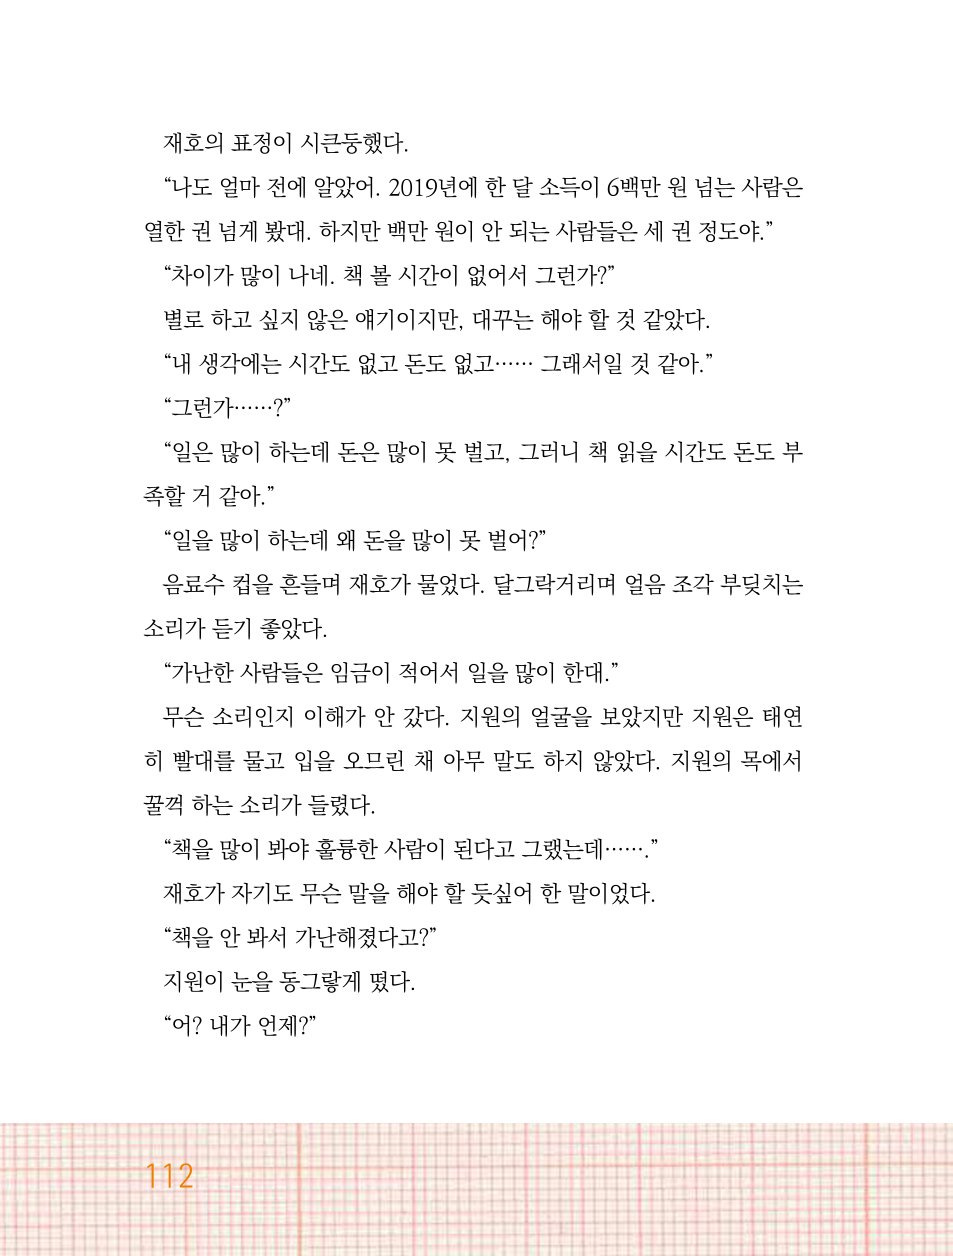 재호의 표정이 시큰둥했다.
“나도 얼마 전에 알았어. 2019년에 한 달 소득이 6백만 원 넘는 사람은
열한 권 넘게 봤대. 하지만 백만 원이 안 되는 사람들은 세 권 정도야.”
“차이가 많이 나네. 책 볼 시간이 없어서 그런가?”
별로 하고 싶지 않은 얘기이지만, 대꾸는 해야 할 것 같았다.
“내 생각에는 시간도 없고 돈도 없고…… 그래서일 것 같아.”
“그런가……?”
“일은 많이 하는데 돈은 많이 못 벌고, 그러니 책 읽을 시간도 돈도 부
족할 거 같아.”
“일을 많이 하는데 왜 돈을 많이 못 벌어?”
음료수 컵을 흔들며 재호가 물었다. 달그락거리며 얼음 조각 부딪치는
소리가 듣기 좋았다.
“가난한 사람들은 임금이 적어서 일을 많이 한대.”
무슨 소리인지 이해가 안 갔다. 지원의 얼굴을 보았지만 지원은 태연
히 빨대를 물고 입을 오므린 채 아무 말도 하지 않았다. 지원의 목에서
꿀꺽 하는 소리가 들렸다.
“책을 많이 봐야 훌륭한 사람이 된다고 그랬는데…….”
재호가 자기도 무슨 말을 해야 할 듯싶어 한 말이었다.
“책을 안 봐서 가난해졌다고?”
지원이 눈을 동그랗게 떴다.
“어? 내가 언제?”
112